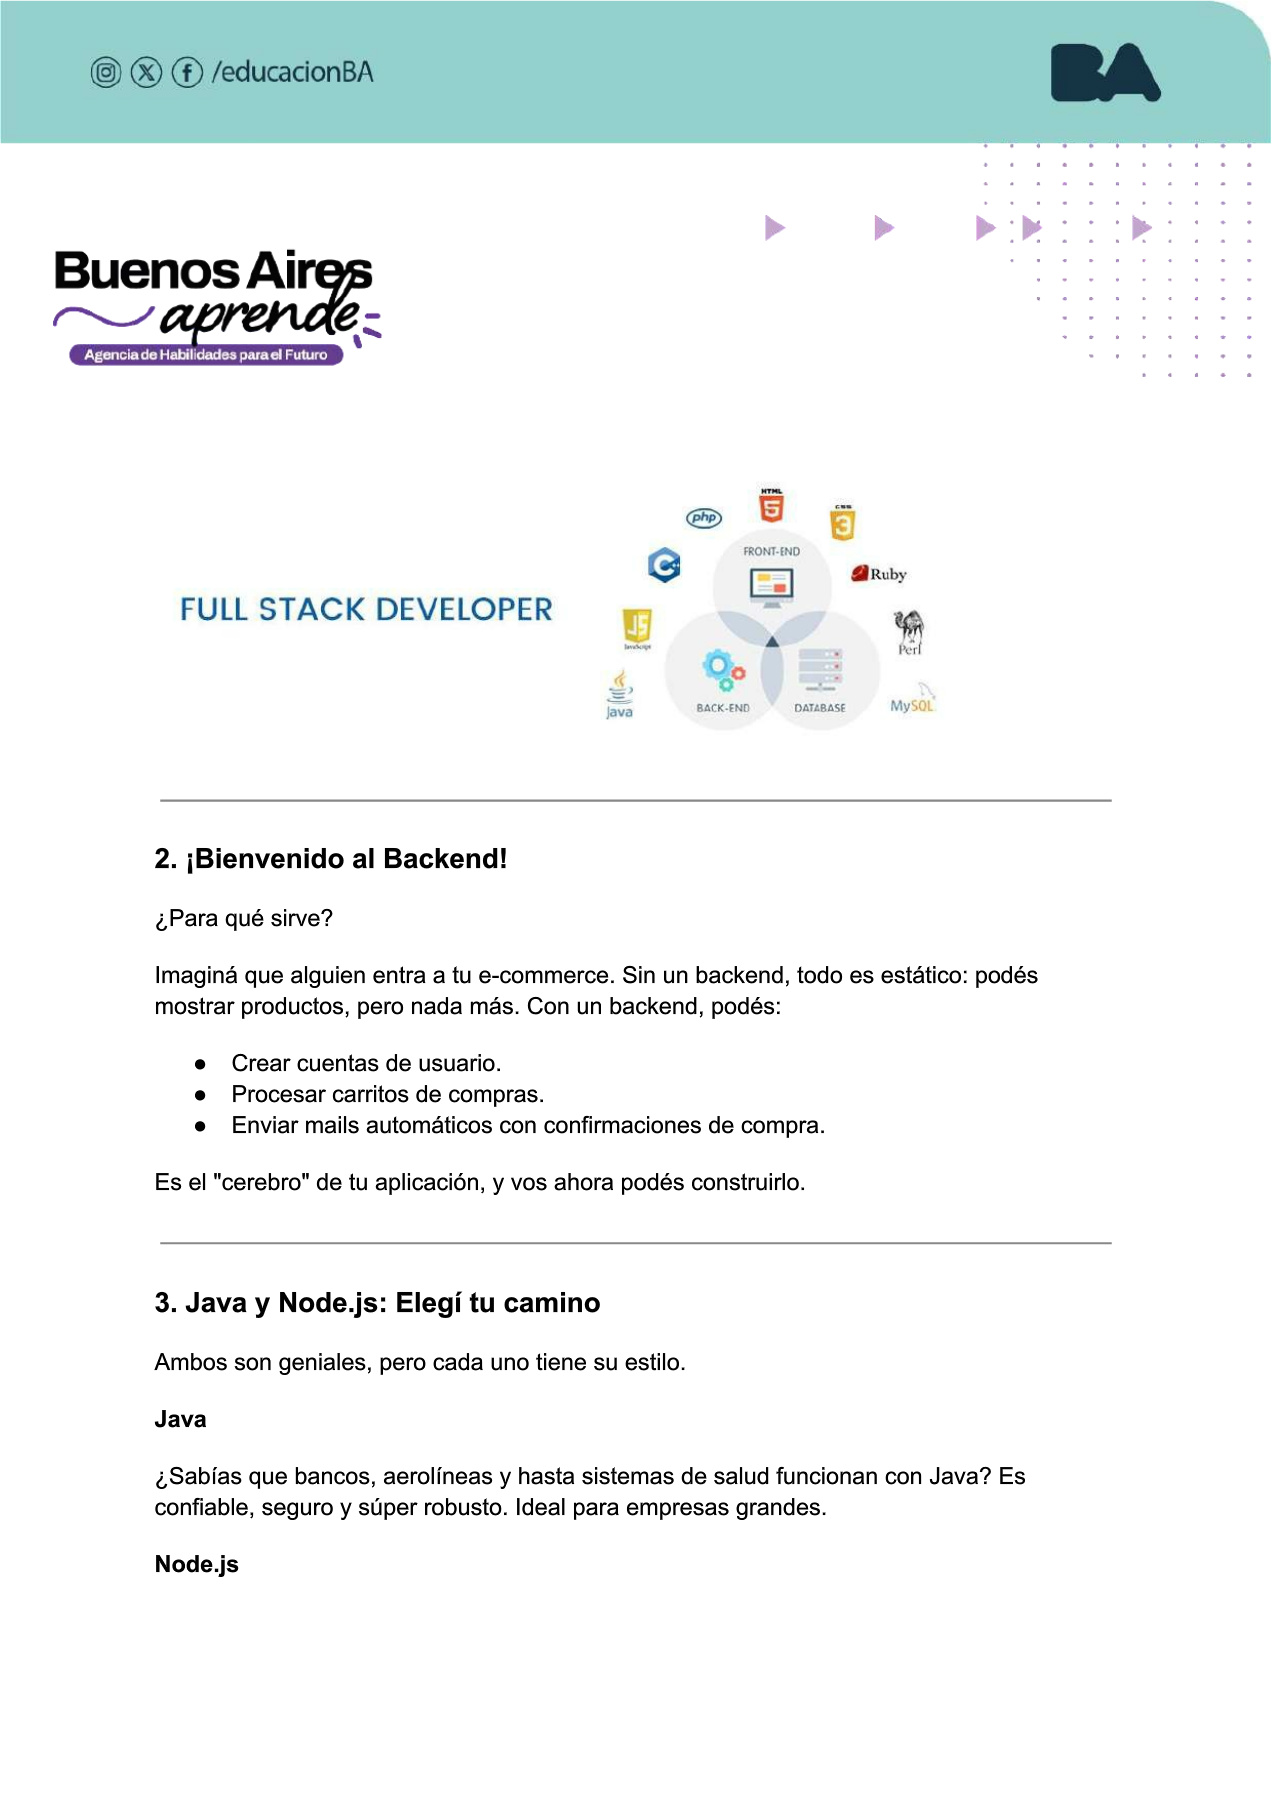 /educacionBA
BA
Buenos Aires
aprende
Agencia de Habilidades para el Futuro
FULL STACK DEVELOPER
HTML
5
CSS
3
php
C++
FRONT-END
Ruby
JS
JavaScript
Perl
Java
BACK-END
DATABASE
MySQL
2. ¡Bienvenido al Backend!
¿Para qué sirve?
Imaginá que alguien entra a tu e-commerce. Sin un backend, todo es estático: podés
mostrar productos, pero nada más. Con un backend, podés:
● Crear cuentas de usuario.
● Procesar carritos de compras.
● Enviar mails automáticos con confirmaciones de compra.
Es el "cerebro" de tu aplicación, y vos ahora podés construirlo.
3. Java y Node.js: Elegí tu camino
Ambos son geniales, pero cada uno tiene su estilo.
Java
¿Sabías que bancos, aerolíneas y hasta sistemas de salud funcionan con Java? Es
confiable, seguro y súper robusto. Ideal para empresas grandes.
Node.js